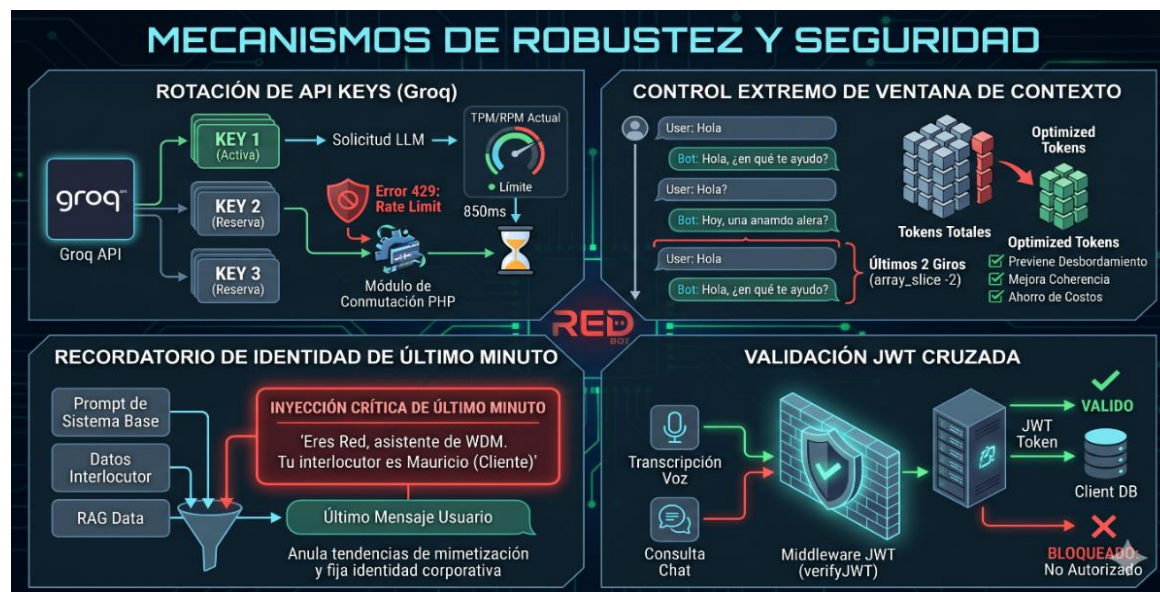 MECANISMOS DE ROBUSTEZ Y SEGURIDAD
ROTACIÓN DE API KEYS (Groq)
groq
API
Groq API
KEY 1
(Activa)
KEY 2
(Reserva)
KEY 3
(Reserva)
Solicitud LLM
TPM/RPM Actual
Límite
Error 429:
Rate Limit
850ms
Módulo de
Conmutación PHP
CONTROL EXTREMO DE VENTANA DE CONTEXTO
User: Hola
Bot: Hola, ¿en qué te ayudo?
User: Hola?
Bot: Hoy, una anamdo alera?
User: Hola
Bot: Hola, ¿en qué te ayudo?
Últimos 2 Giros
(array_slice -2)
Tokens Totales
Optimized
Tokens
Optimized Tokens
Previene Desbordamiento
Mejora Coherencia
Ahorro de Costos
RED
BOT
RECORDATORIO DE IDENTIDAD DE ÚLTIMO MINUTO
Prompt de
Sistema Base
Datos
Interlocutor
RAG Data
INYECCIÓN CRÍTICA DE ÚLTIMO MINUTO
'Eres Red, asistente de WDM.
Tu interlocutor es Mauricio (Cliente)'
Último Mensaje Usuario
Anula tendencias de mimetización
y fija identidad corporativa
VALIDACIÓN JWT CRUZADA
Transcripción
Voz
Consulta
Chat
Middleware JWT
(verifyJWT)
VALIDO
JWT
Token
Client DB
BLOQUEADO:
No Autorizado